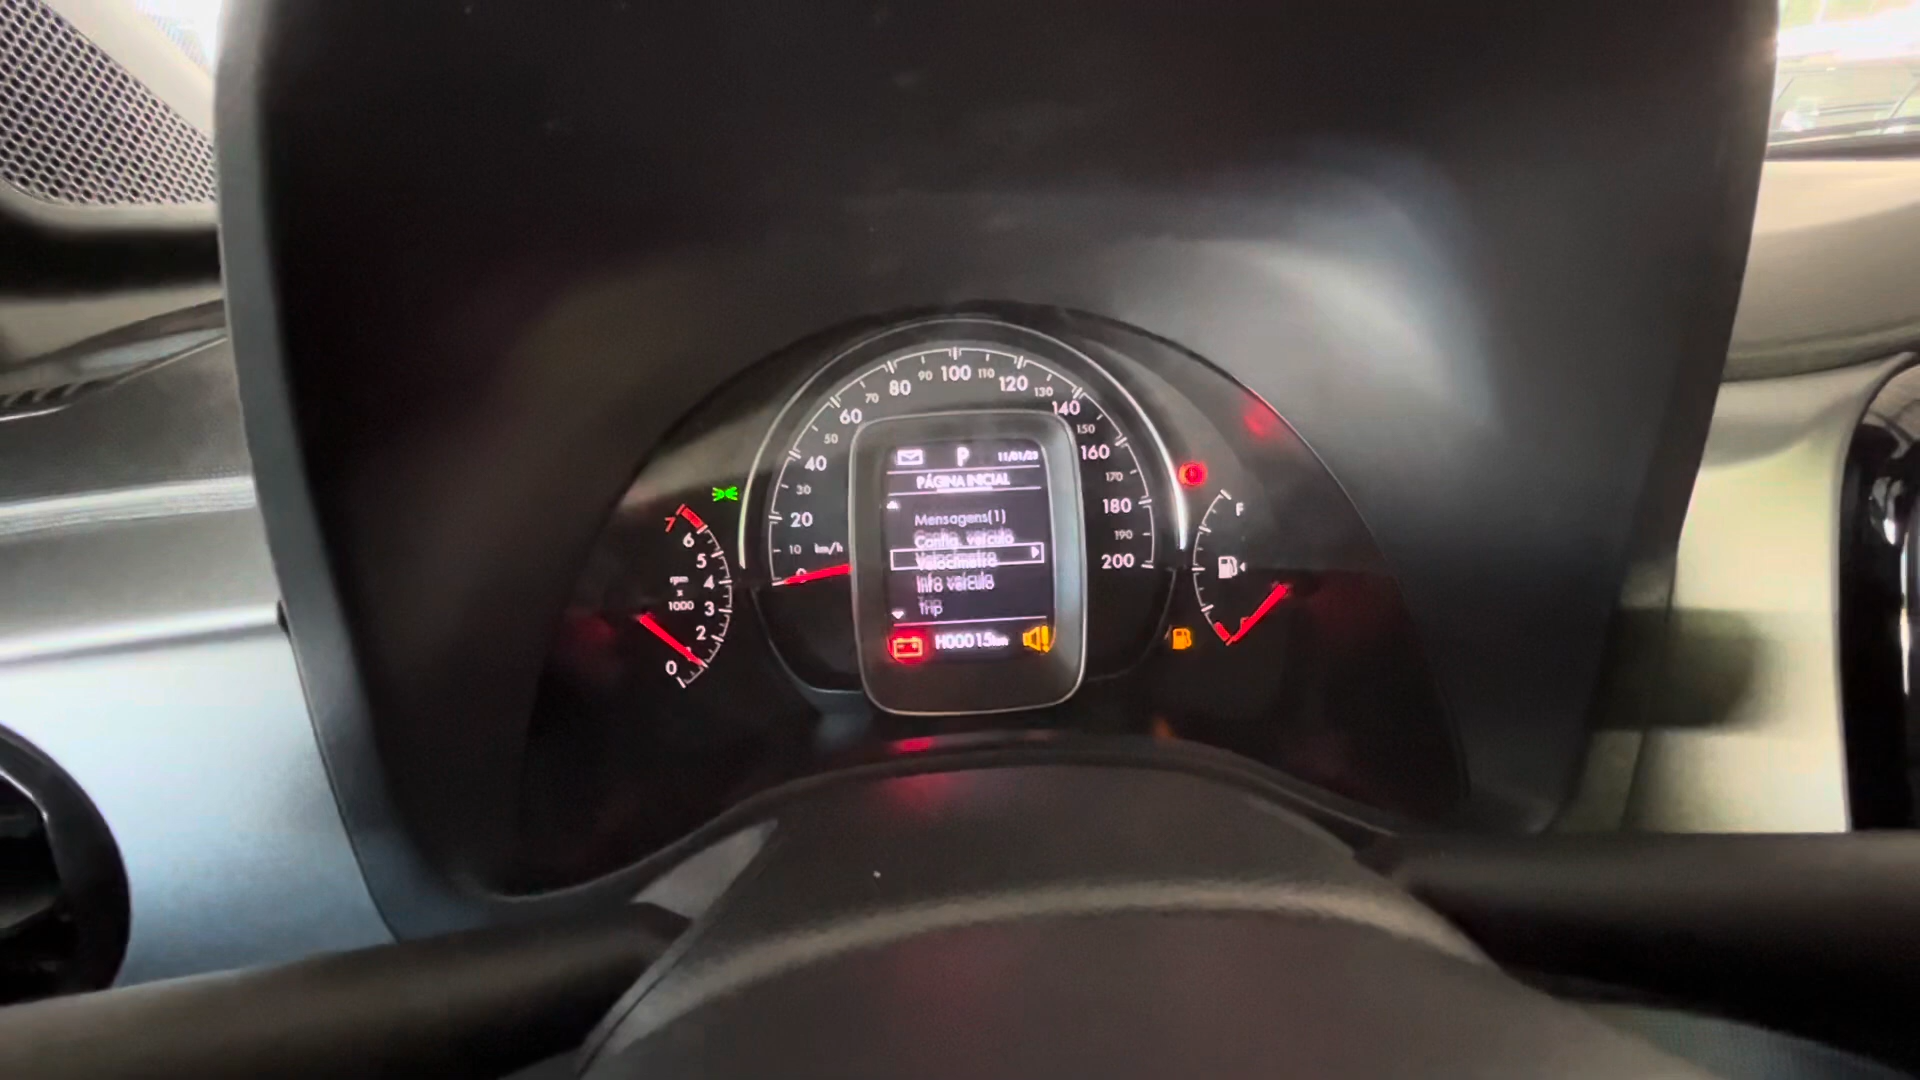 P 11/01/20
PÁGINA INICIAL
Mensagens(1)
Config. veículo
Velocímetro
Info veículo
Trip
H00015km
0 10 20 30 40 50 60 70 80 90 100 110 120 130 140 150 160 170 180 190 200
km/h
7
6
5
4
3
2
0
rpm
x
1000
F